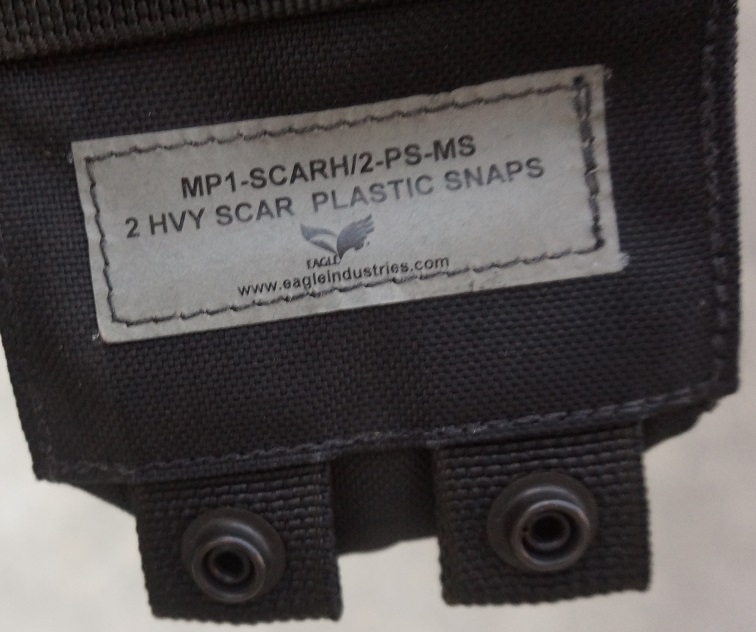 MP1-SCARH/2-PS-MS
2 HVY SCAR PLASTIC SNAPS
EAGLE
www.eagleindustries.com